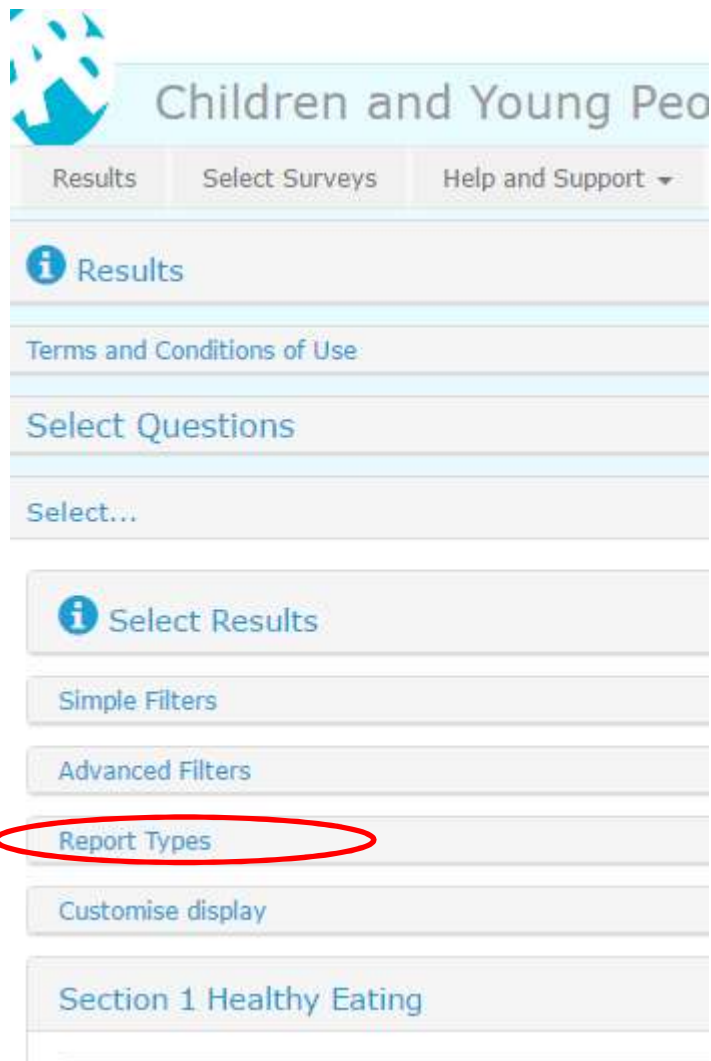 Children and Young Peo
Results Select Surveys Help and Support
Results
Terms and Conditions of Use
Select Questions
Select...
Select Results
Simple Filters
Advanced Filters
Report Types
Customise display
Section 1 Healthy Eating